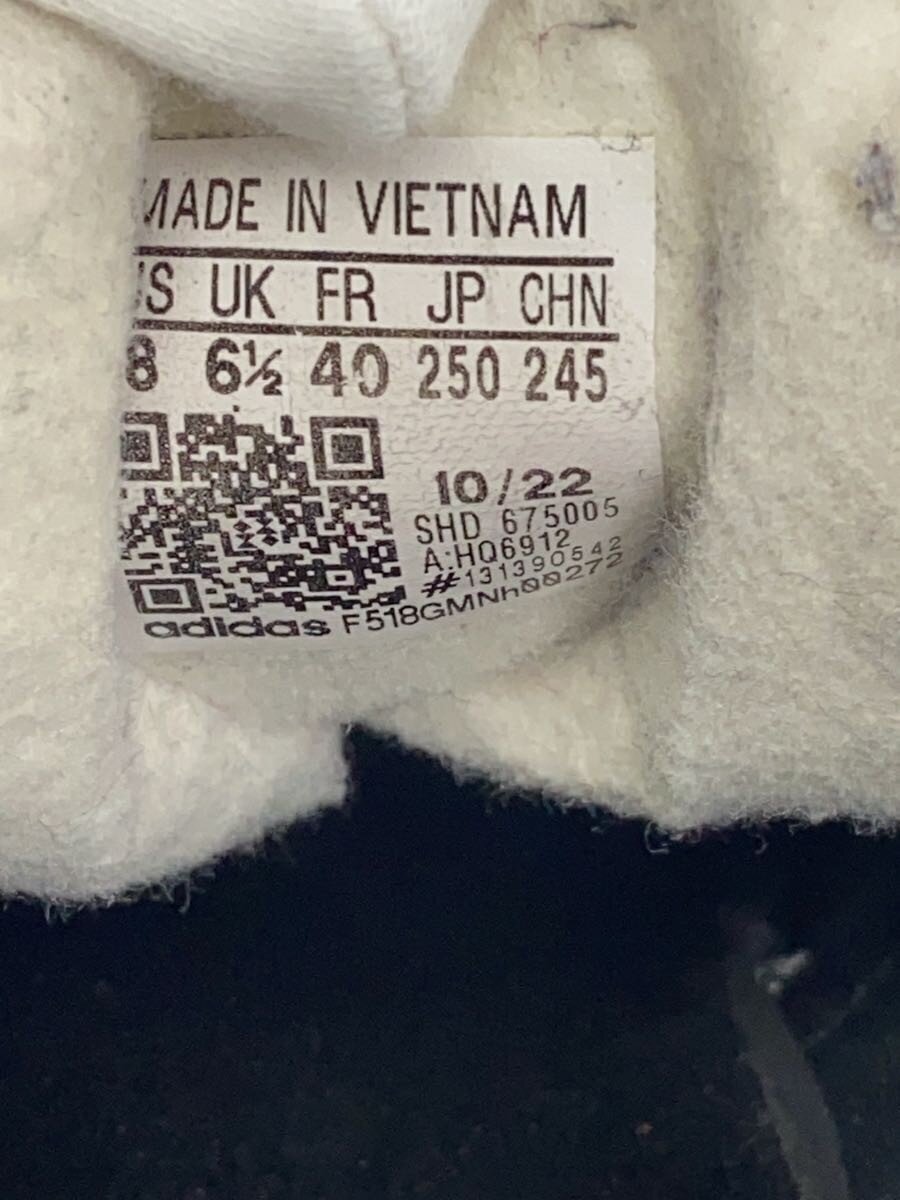 MADE IN VIETNAM
US UK FR JP CHN
8 6½ 40 250 245
10/22
SHD 675005
A:HQ6912
#131390542
adidas F518GMNh00272